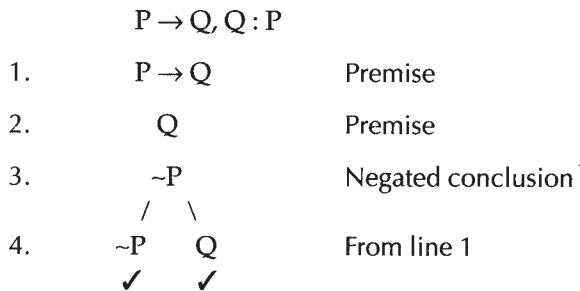 P → Q, Q : P
1. P → Q Premise
2. Q Premise
3. ~P Negated conclusion
/ \
4. ~P Q From line 1
✓ ✓